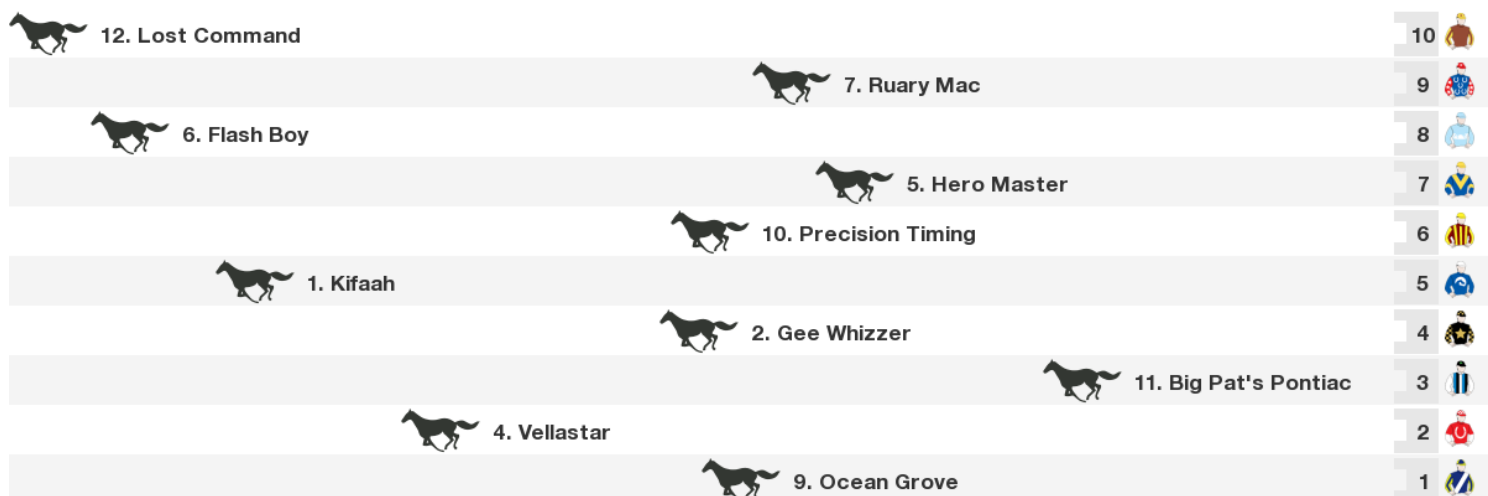 12. Lost Command 10
7. Ruary Mac 9
6. Flash Boy 8
5. Hero Master 7
10. Precision Timing 6
1. Kifaah 5
2. Gee Whizzer 4
11. Big Pat's Pontiac 3
4. Vellastar 2
9. Ocean Grove 1